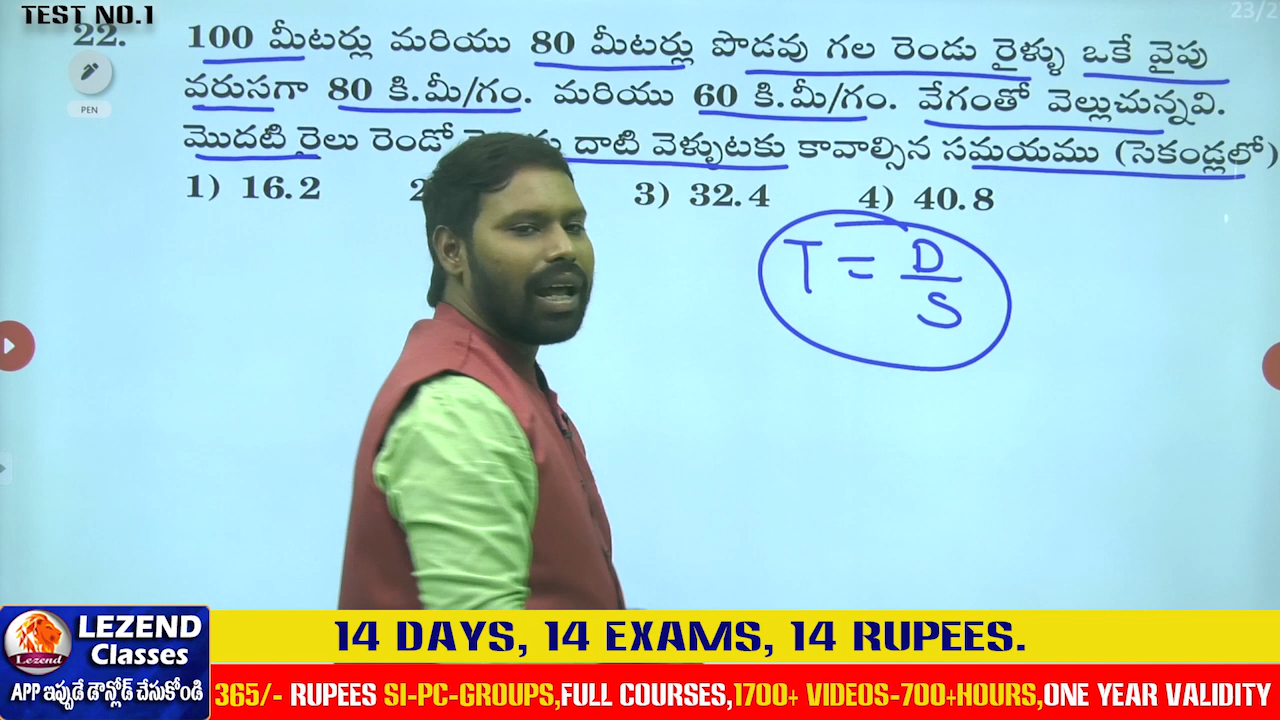 TEST NO.1
23/2
22. 100 మీటర్లు మరియు 80 మీటర్లు పొడవు గల రెండు రైళ్ళు ఒకే వైపు
PEN
వరుసగా 80 కి.మీ/గం. మరియు 60 కి.మీ/గం. వేగంతో వెల్లుచున్నవి.
మొదటి రైలు దాటి వెళ్ళుటకు కావాల్సిన సమయము (సెకండ్లలో)
1) 16.2 3) 32.4 4) 40.8
T = D
S
LEZEND
Classes
Lezend
APP ఇప్పుడే డౌన్లోడ్ చేసుకోండి
14 DAYS, 14 EXAMS, 14 RUPEES.
365/- RUPEES SI-PC-GROUPS,FULL COURSES,1700+ VIDEOS-700+HOURS,ONE YEAR VALIDITY